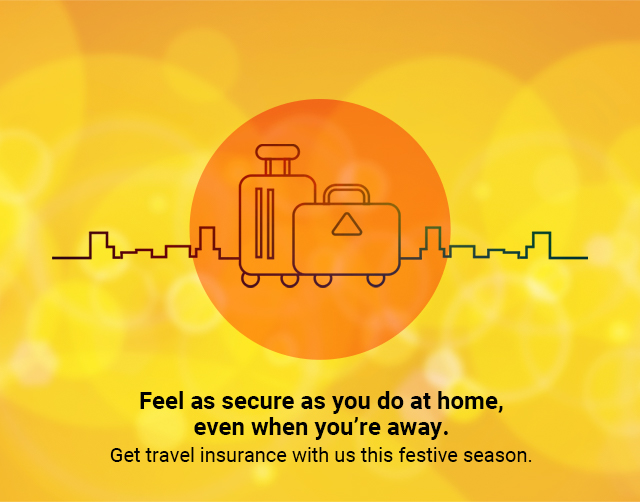 Feel as secure as you do at home,
even when you’re away.
Get travel insurance with us this festive season.